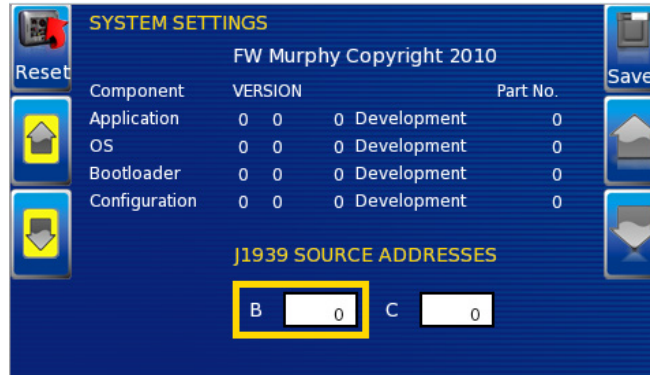 SYSTEM SETTINGS
FW Murphy Copyright 2010
Reset
Save
Component VERSION Part No.
Application 0 0 0 Development 0
OS 0 0 0 Development 0
Bootloader 0 0 0 Development 0
Configuration 0 0 0 Development 0
J1939 SOURCE ADDRESSES
B 0 C 0